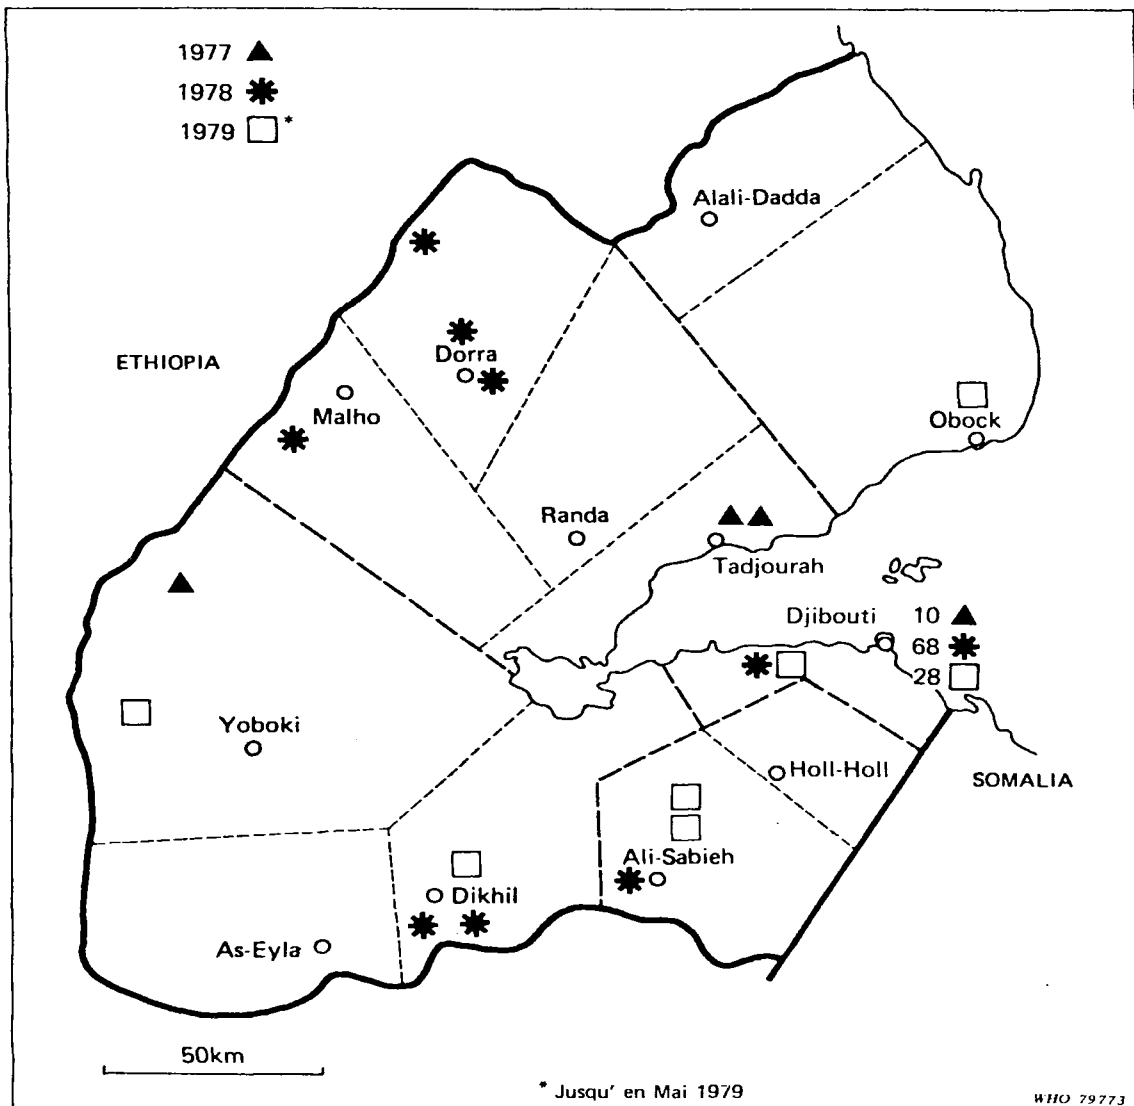 1977
1978
1979 *
Alali-Dadda
ETHIOPIA
Dorra
Malho
Obock
Randa
Tadjourah
Djibouti 10
68
28
Yoboki
Holl-Holl
SOMALIA
Ali-Sabieh
Dikhil
As-Eyla
50km
* Jusqu' en Mai 1979
WHO 79773